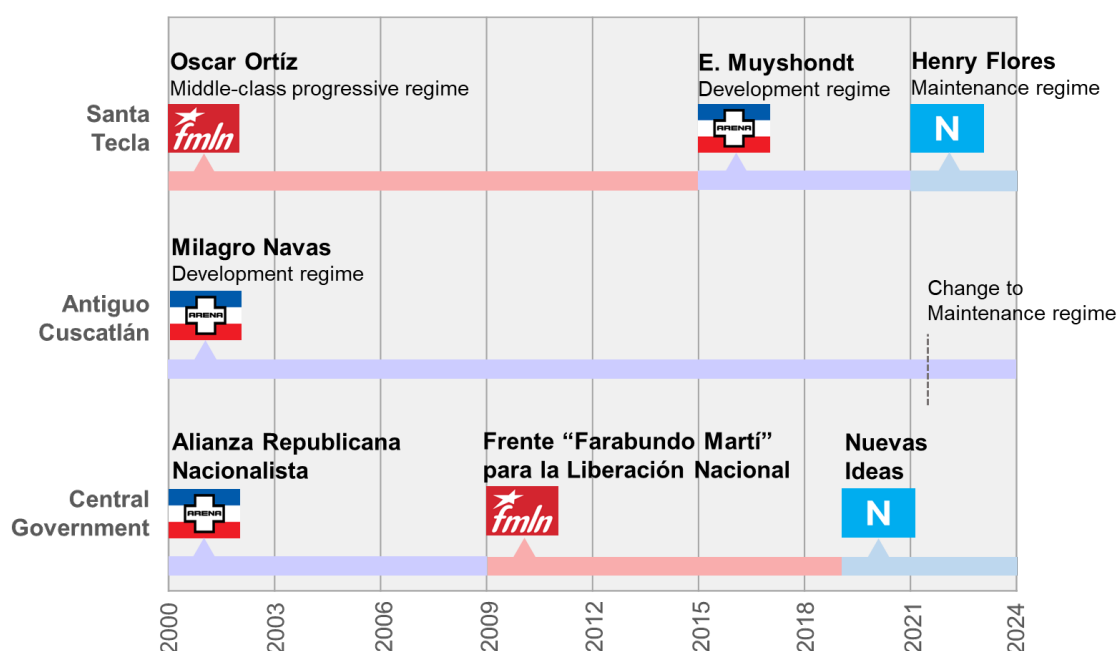 Oscar Ortíz
Middle-class progressive regime
fmln
E. Muyshondt
Development regime
ARENA
Henry Flores
Maintenance regime
N
Santa
Tecla
Milagro Navas
Development regime
ARENA
Antiguo
Cuscatlán
Change to
Maintenance regime
Alianza Republicana
Nacionalista
ARENA
Frente “Farabundo Martí”
para la Liberación Nacional
fmln
Nuevas
Ideas
N
Central
Government
2000
2003
2006
2009
2012
2015
2018
2021
2024